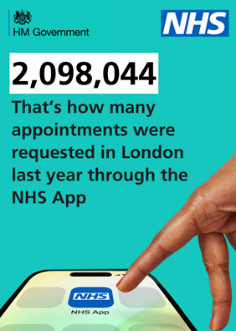 HM Government
NHS
2,098,044
That's how many
appointments were
requested in London
last year through the
NHS App
NHS
NHS App